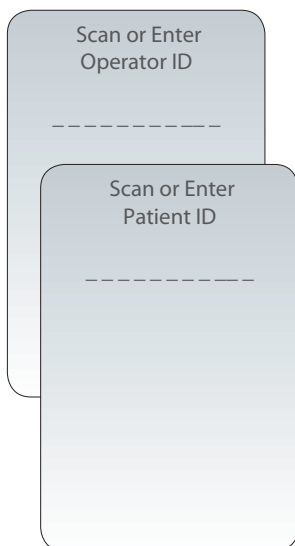 Scan or Enter
Operator ID
_ _ _ _ _ _ _ _ _ _ _
Scan or Enter
Patient ID
_ _ _ _ _ _ _ _ _ _ _